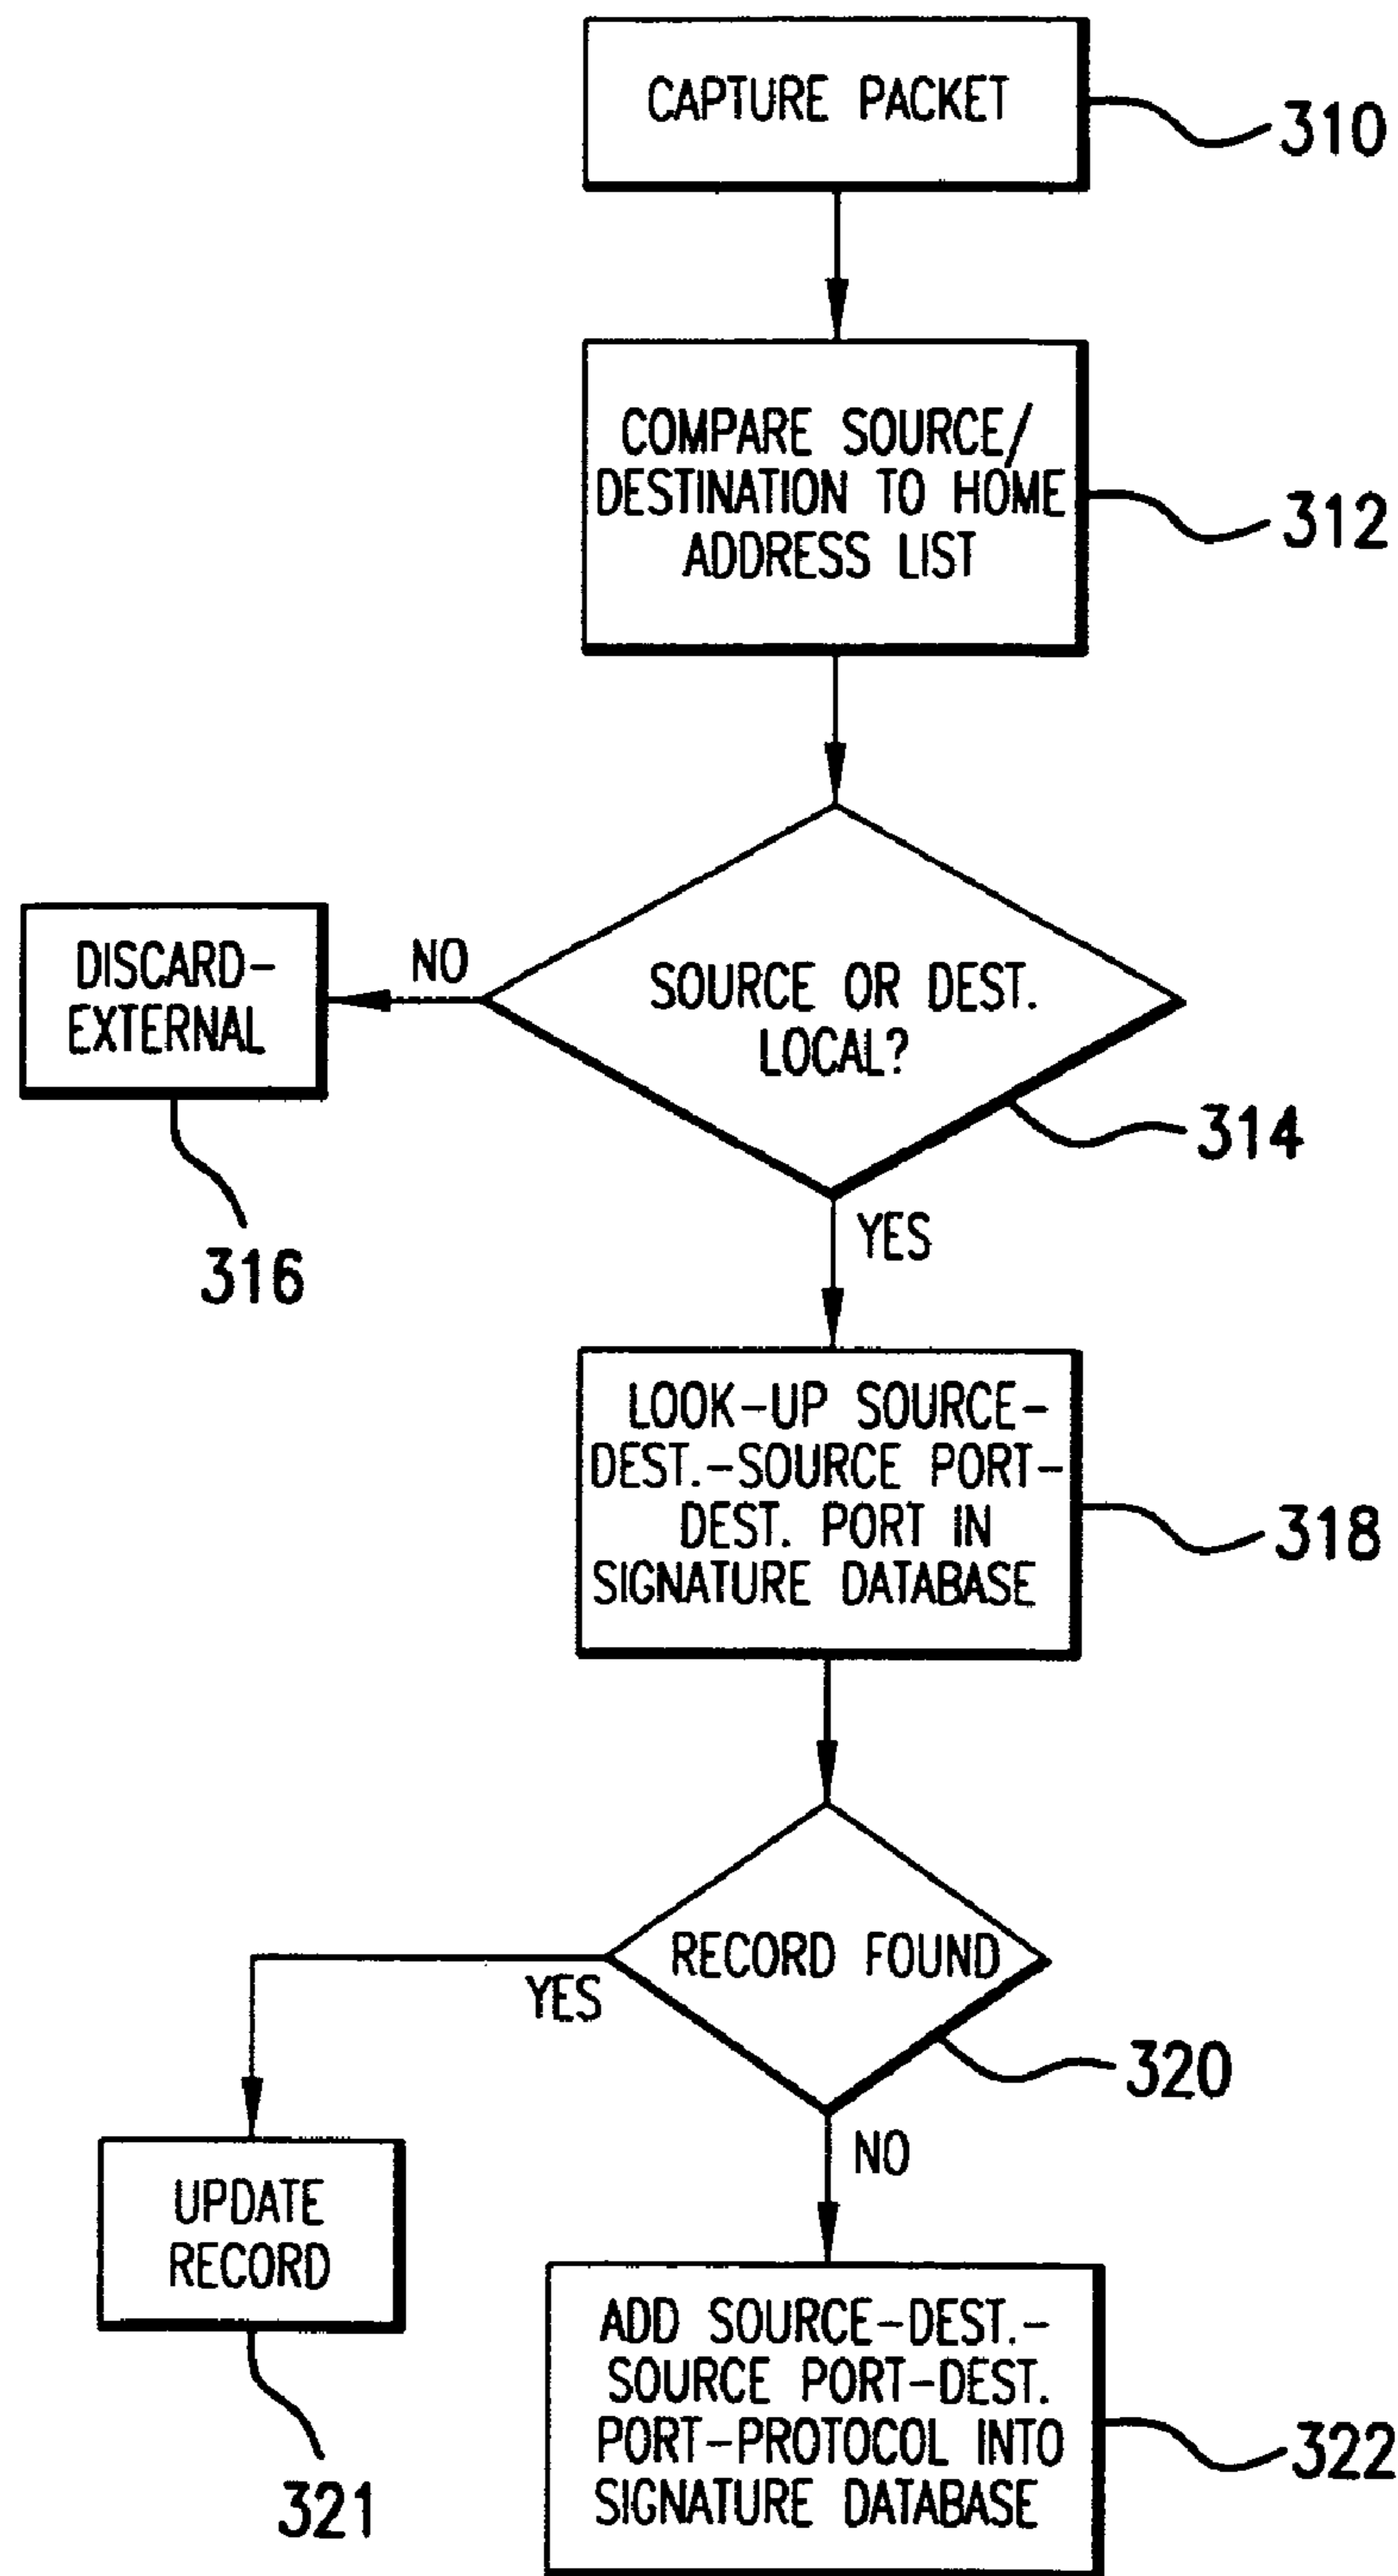 CAPTURE PACKET
310
COMPARE SOURCE/
DESTINATION TO HOME
ADDRESS LIST
312
SOURCE OR DEST.
LOCAL?
314
NO
DISCARD-
EXTERNAL
316
YES
LOOK-UP SOURCE-
DEST.-SOURCE PORT-
DEST. PORT IN
SIGNATURE DATABASE
318
RECORD FOUND
320
YES
UPDATE
RECORD
321
NO
ADD SOURCE-DEST.-
SOURCE PORT-DEST.
PORT-PROTOCOL INTO
SIGNATURE DATABASE
322